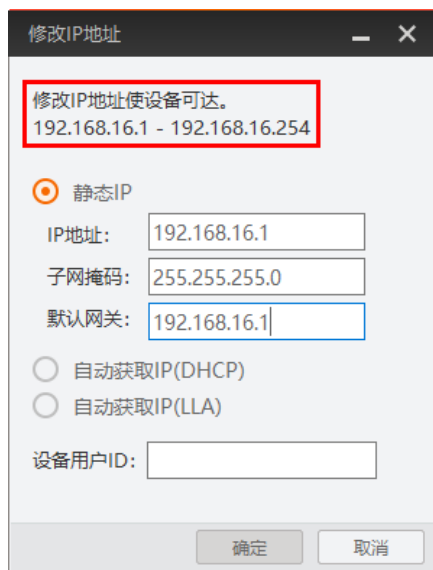 修改IP地址
修改IP地址使设备可达。
192.168.16.1 - 192.168.16.254
静态IP
IP地址: 192.168.16.1
子网掩码: 255.255.255.0
默认网关: 192.168.16.1
自动获取IP(DHCP)
自动获取IP(LLA)
设备用户ID:
确定 取消